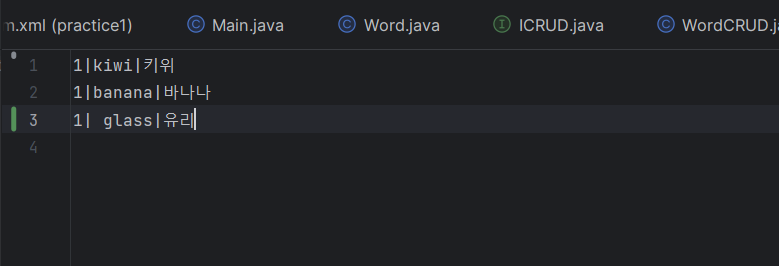 m.xml (practice1) Main.java Word.java ICRUD.java WordCRUD.j
1 1|kiwi|키위
2 1|banana|바나나
3 1| glass|유리
4